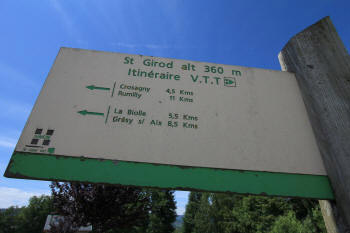 St Girod alt 360 m
Itinéraire V.T.T
Crosagny 4,5 Kms
Rumilly 11 Kms
La Biolle 5,5 Kms
Grésy s/ Aix 8,5 Kms